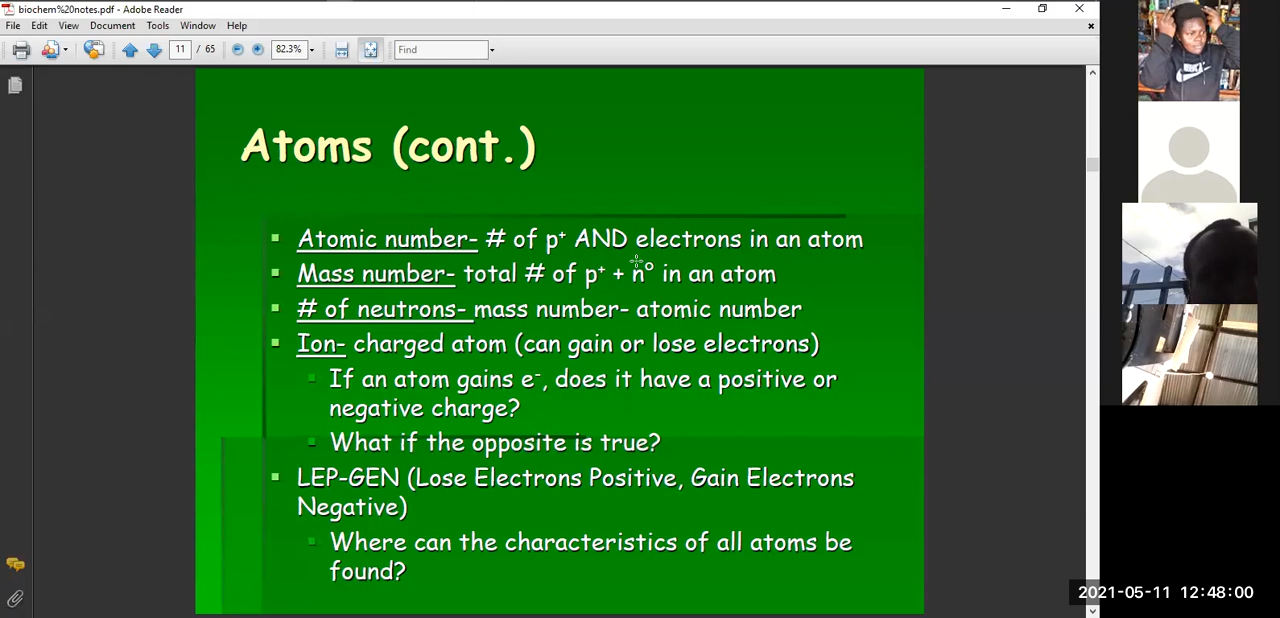 biochem%20notes.pdf - Adobe Reader
File Edit View Document Tools Window Help
11 / 65 82.3% Find
Atoms (cont.)
Atomic number- # of p⁺ AND electrons in an atom
Mass number- total # of p⁺ + n° in an atom
# of neutrons- mass number- atomic number
Ion- charged atom (can gain or lose electrons)
If an atom gains e⁻, does it have a positive or
negative charge?
What if the opposite is true?
LEP-GEN (Lose Electrons Positive, Gain Electrons
Negative)
Where can the characteristics of all atoms be
found?
2021-05-11 12:48:00